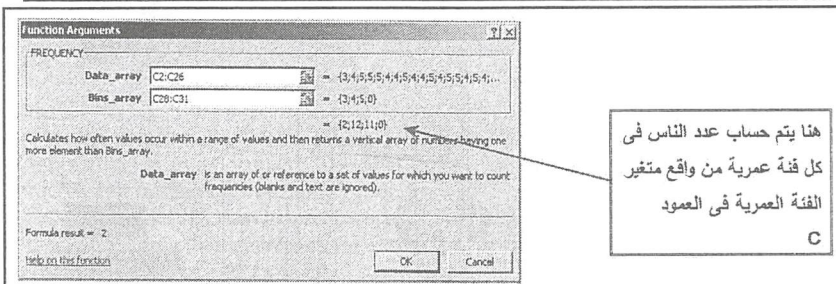 Function Arguments
FREQUENCY
Data_array C2:C26 = {3;4;5;5;5;4;4;5;4;4;5;4;5;5;4;5;4;...
Bins_array C28:C31 = {3;4;5;0}
= {2;12;11;0}
Calculates how often values occur within a range of values and then returns a vertical array of numbers having one
more element than Bins_array.
Data_array is an array of or reference to a set of values for which you want to count
frequencies (blanks and text are ignored).
Formula result = 2
Help on this function
OK Cancel
هنا يتم حساب عدد الناس فى
كل فئة عمرية من واقع متغير
الفئة العمرية فى العمود
C